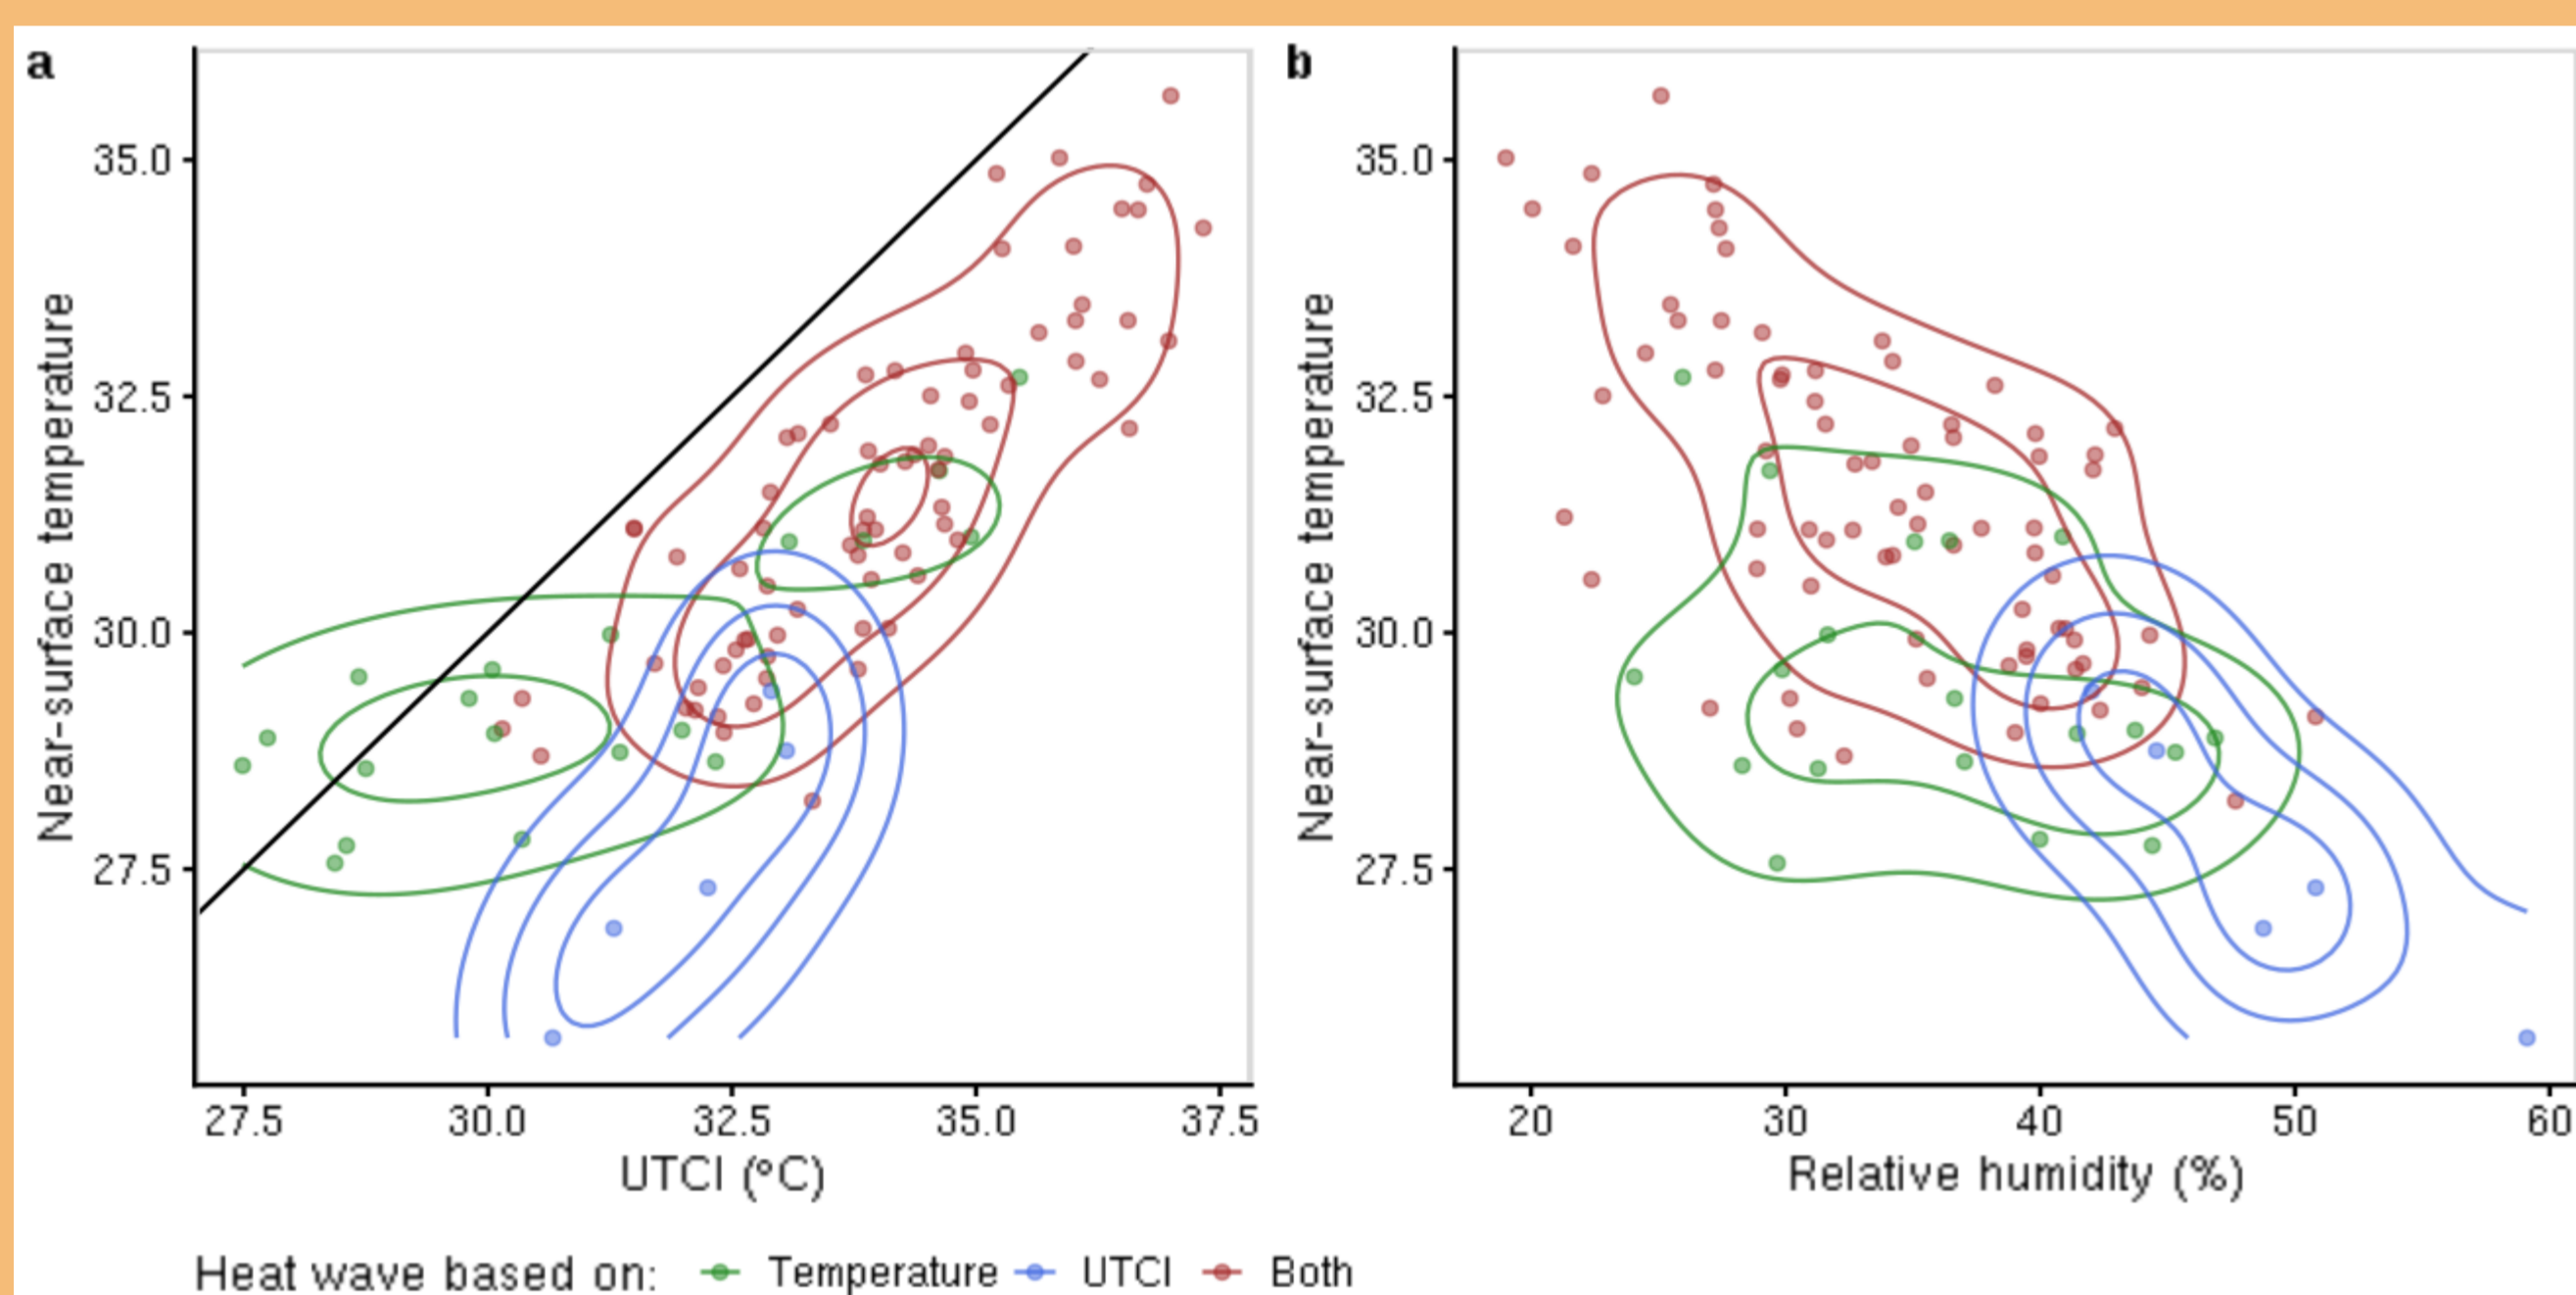 a
b
Near-surface temperature
35.0
32.5
30.0
27.5
27.5 30.0 32.5 35.0 37.5
UTCI (°C)
Near-surface temperature
35.0
32.5
30.0
27.5
20 30 40 50 60
Relative humidity (%)
Heat wave based on: Temperature UTCI Both